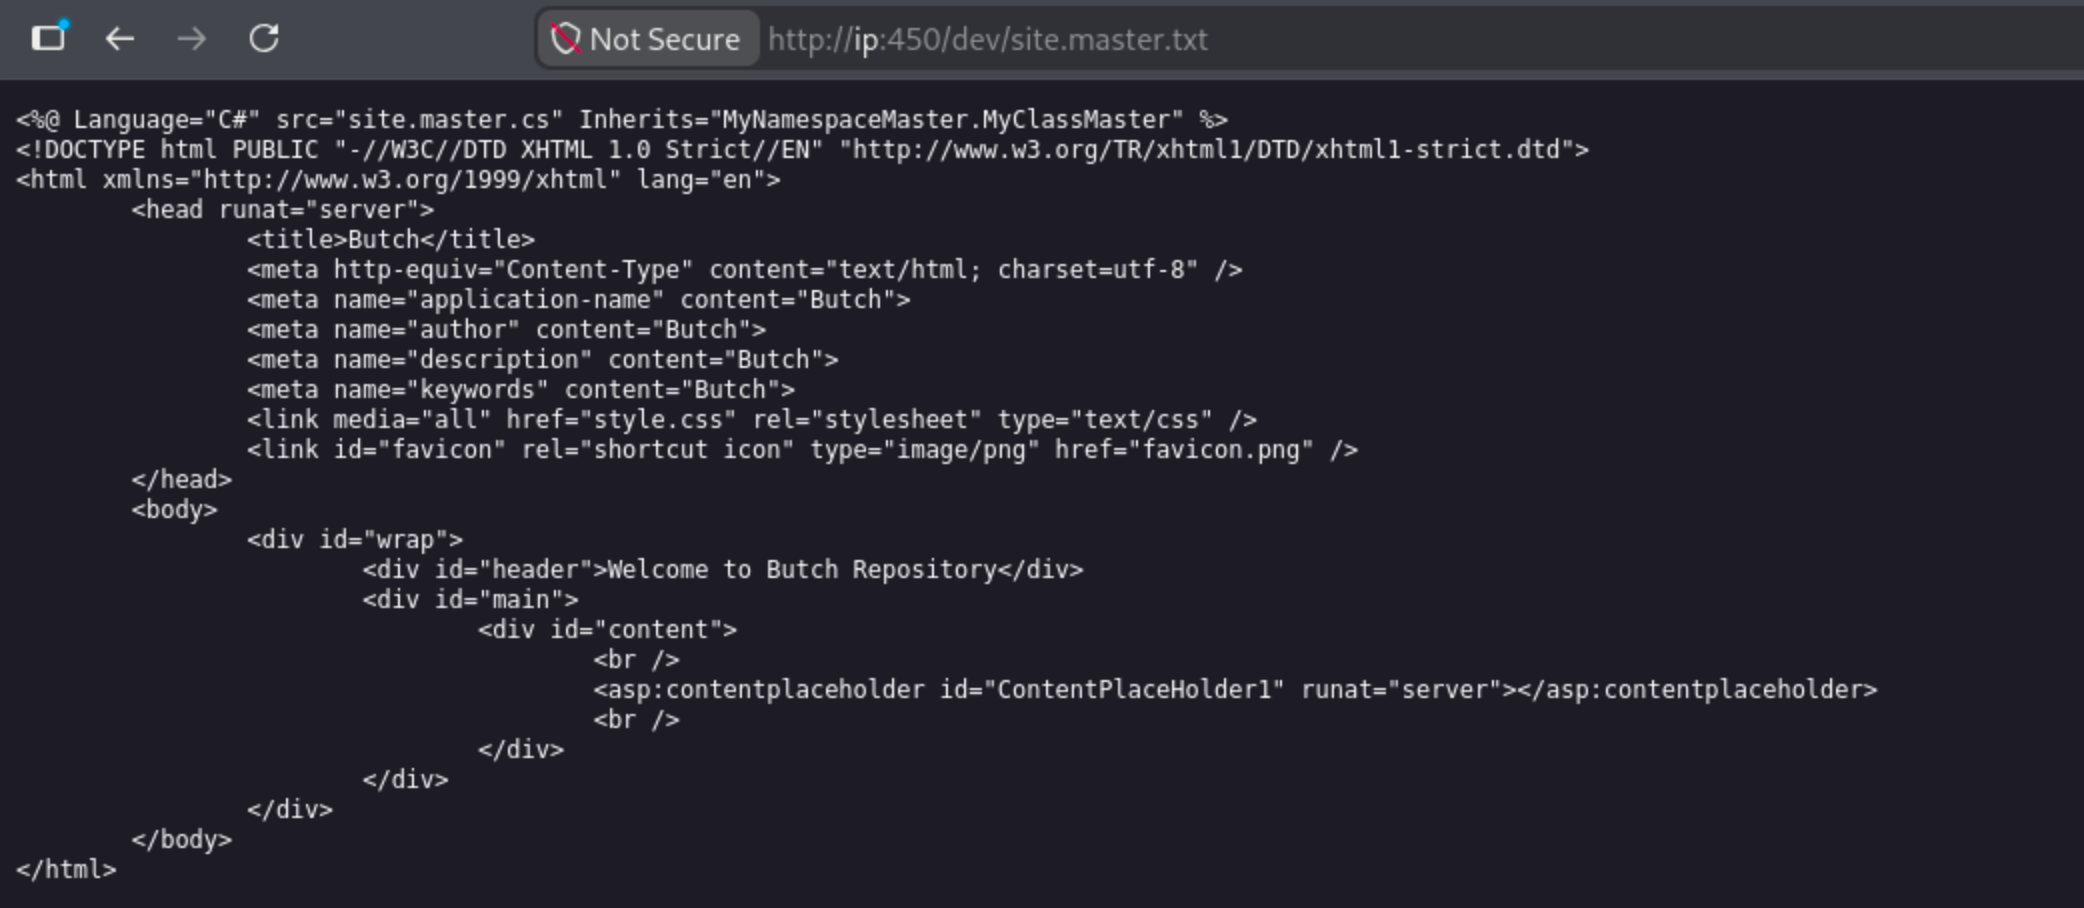 Not Secure http://ip:450/dev/site.master.txt
<%@ Language="C#" src="site.master.cs" Inherits="MyNamespaceMaster.MyClassMaster" %>
<!DOCTYPE html PUBLIC "-//W3C//DTD XHTML 1.0 Strict//EN" "http://www.w3.org/TR/xhtml1/DTD/xhtml1-strict.dtd">
<html xmlns="http://www.w3.org/1999/xhtml" lang="en">
	<head runat="server">
		<title>Butch</title>
		<meta http-equiv="Content-Type" content="text/html; charset=utf-8" />
		<meta name="application-name" content="Butch">
		<meta name="author" content="Butch">
		<meta name="description" content="Butch">
		<meta name="keywords" content="Butch">
		<link media="all" href="style.css" rel="stylesheet" type="text/css" />
		<link id="favicon" rel="shortcut icon" type="image/png" href="favicon.png" />
	</head>
	<body>
		<div id="wrap">
			<div id="header">Welcome to Butch Repository</div>
			<div id="main">
				<div id="content">
					<br />
					<asp:contentplaceholder id="ContentPlaceHolder1" runat="server"></asp:contentplaceholder>
					<br />
				</div>
			</div>
		</div>
	</body>
</html>